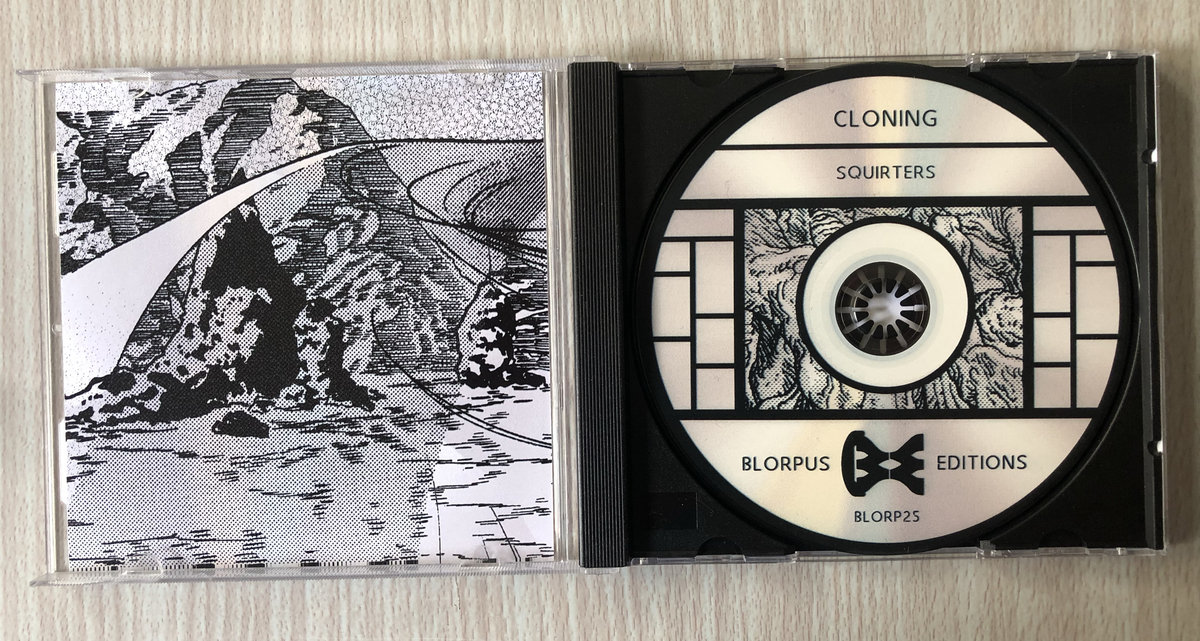 CLONING
SQUIRTERS
BLORPUS EDITIONS
BLORP25